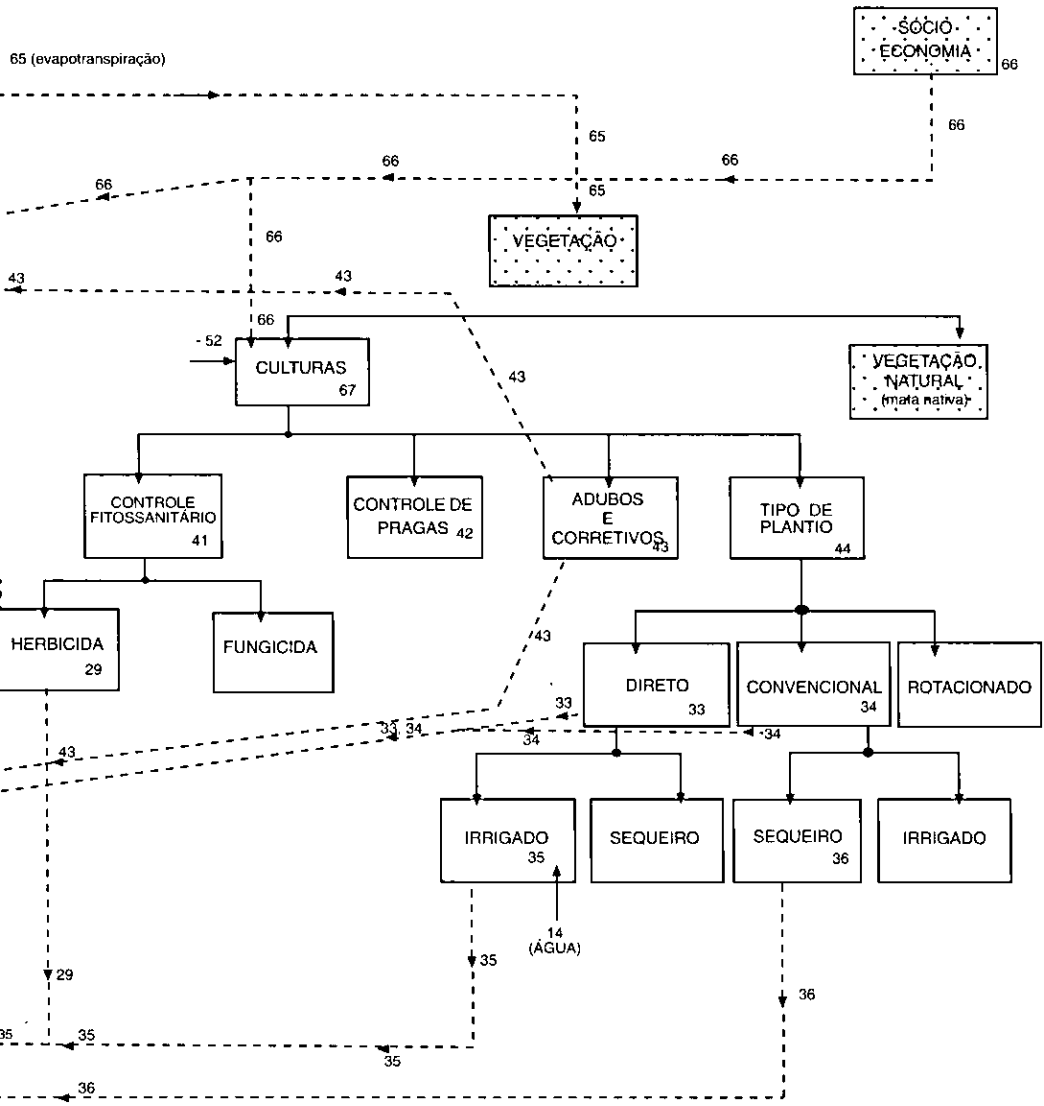 SÓCIO
ECONOMIA
66
65 (evapotranspiração)
66
65
66
66
66
65
66
VEGETAÇÃO
43
43
66
- 52
CULTURAS
67
VEGETAÇÃO
NATURAL
(mata nativa)
43
CONTROLE
FITOSSANITÁRIO
41
CONTROLE DE
PRAGAS 42
ADUBOS
E
CORRETIVOS
43
TIPO DE
PLANTIO
44
43
HERBICIDA
29
FUNGICIDA
DIRETO
33
CONVENCIONAL
34
ROTACIONADO
33
33, 34
34
34
43
IRRIGADO
35
SEQUEIRO
SEQUEIRO
36
IRRIGADO
14
(ÁGUA)
35
29
36
35
35
35
36